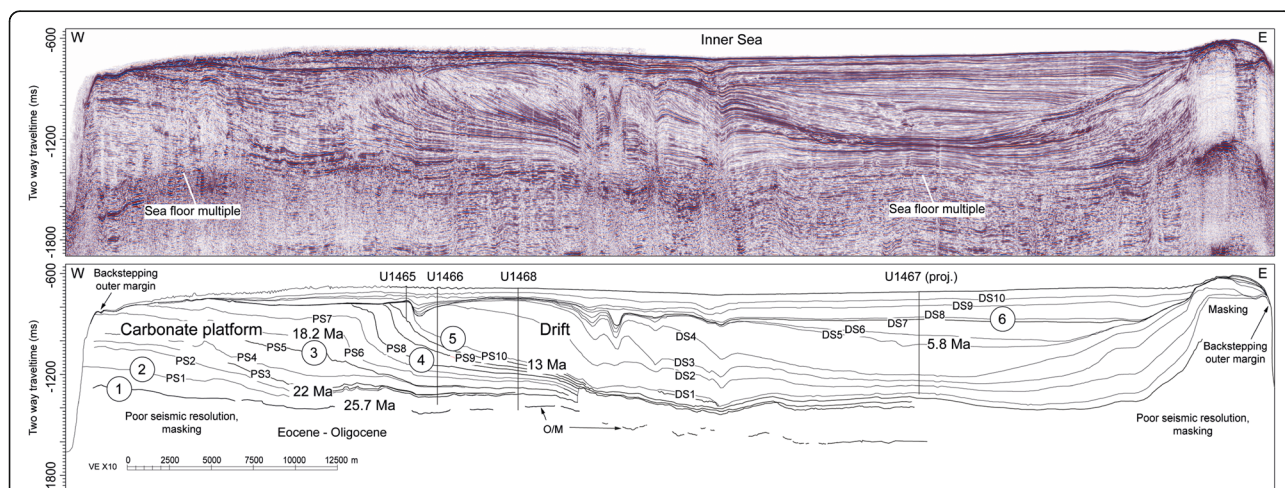 W
Inner Sea
E
-600
-1200
-1800
Two way traveltime (ms)
Sea floor multiple
Sea floor multiple
W
E
-600
-1200
-1800
Two way traveltime (ms)
Backstepping
outer margin
U1465
U1466
U1468
U1467 (proj.)
Carbonate platform
Drift
PS7
18.2 Ma
PS5
3
PS6
PS8
4
5
PS9
PS10
13 Ma
PS4
PS2
PS3
2
PS1
1
22 Ma
25.7 Ma
DS10
DS9
DS8
6
DS7
DS6
DS5
5.8 Ma
DS4
DS3
DS2
DS1
Masking
Backstepping
outer margin
Poor seismic resolution,
masking
Eocene - Oligocene
O/M
Poor seismic resolution,
masking
VE X10
0 2500 5000 7500 10000 12500 m